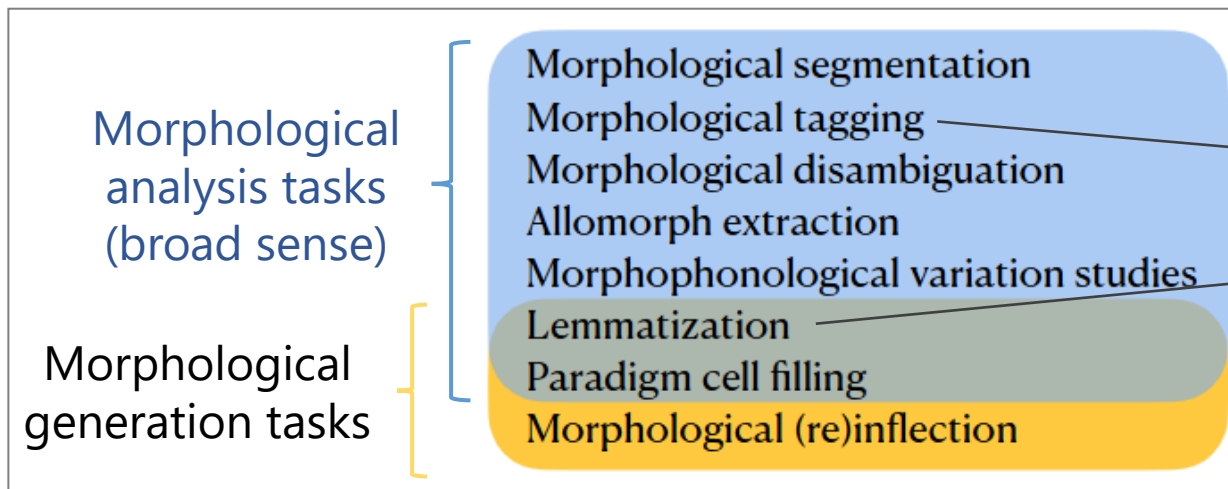 Morphological
analysis tasks
(broad sense)
Morphological
generation tasks
Morphological segmentation
Morphological tagging
Morphological disambiguation
Allomorph extraction
Morphophonological variation studies
Lemmatization
Paradigm cell filling
Morphological (re)inflection